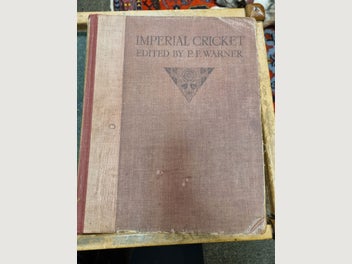 IMPERIAL CRICKET
EDITED BY P. F. WARNER